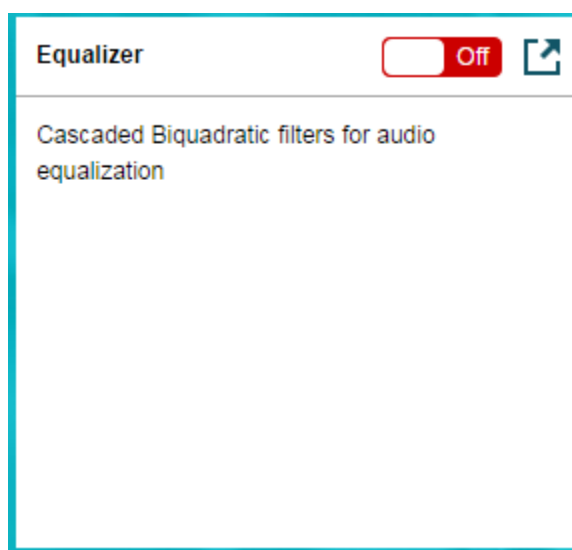 Equalizer
Off
Cascaded Biquadratic filters for audio
equalization